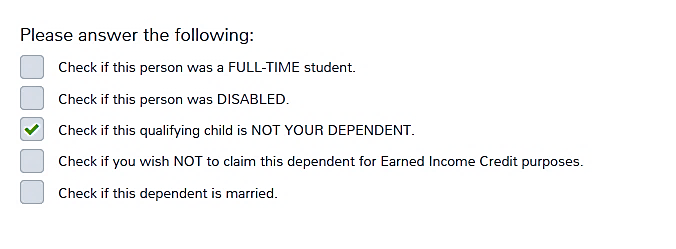 Please answer the following:
Check if this person was a FULL-TIME student.
Check if this person was DISABLED.
Check if this qualifying child is NOT YOUR DEPENDENT.
Check if you wish NOT to claim this dependent for Earned Income Credit purposes.
Check if this dependent is married.